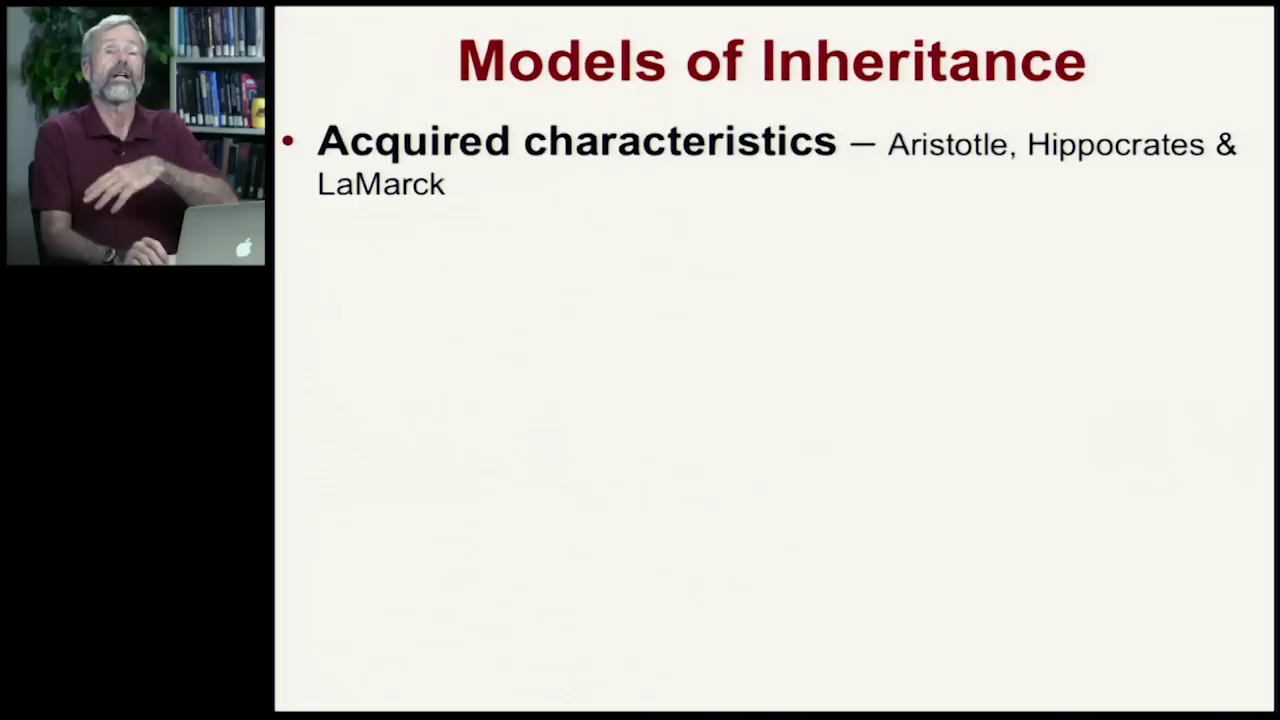 Models of Inheritance
• Acquired characteristics – Aristotle, Hippocrates &
LaMarck